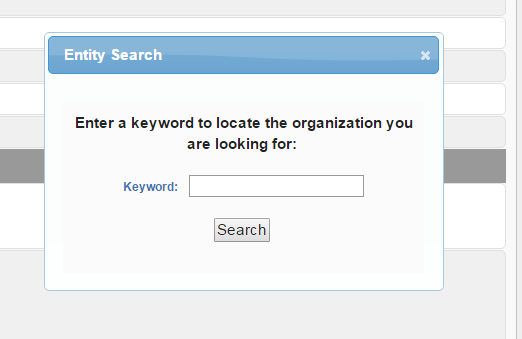 Entity Search
Enter a keyword to locate the organization you
are looking for:
Keyword:
Search